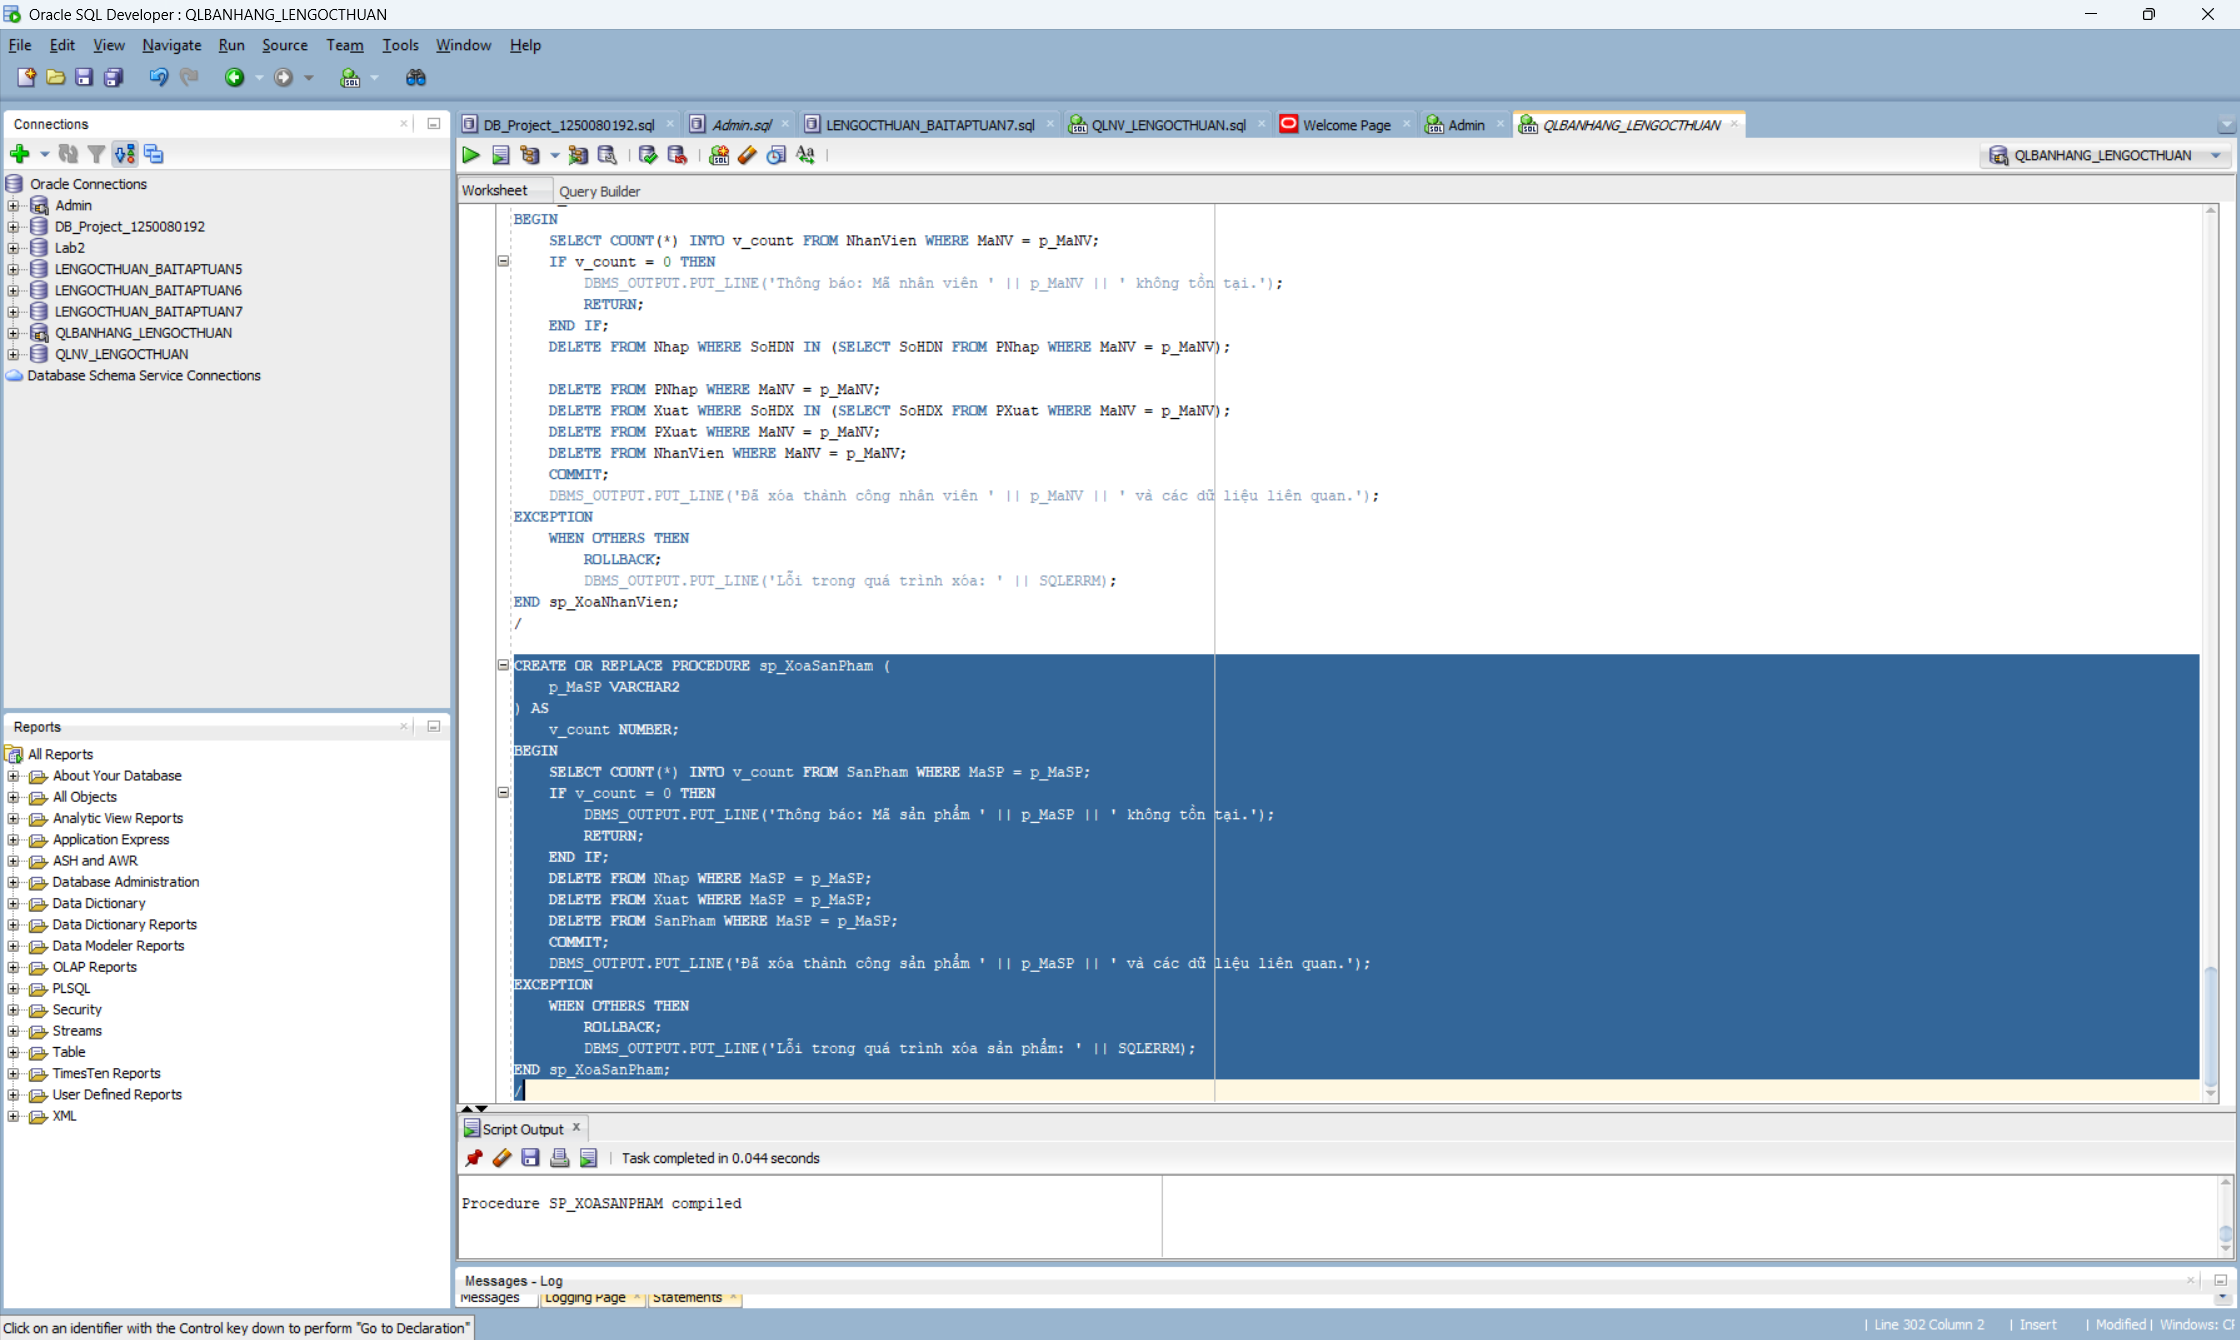 Oracle SQL Developer : QLBANHANG_LENGOCTHUAN
File Edit View Navigate Run Source Team Tools Window Help
Connections
Oracle Connections
Admin
DB_Project_1250080192
Lab2
LENGOCTHUAN_BAITAPTUAN5
LENGOCTHUAN_BAITAPTUAN6
LENGOCTHUAN_BAITAPTUAN7
QLBANHANG_LENGOCTHUAN
QLNV_LENGOCTHUAN
Database Schema Service Connections
Reports
All Reports
About Your Database
All Objects
Analytic View Reports
Application Express
ASH and AWR
Database Administration
Data Dictionary
Data Dictionary Reports
Data Modeler Reports
OLAP Reports
PLSQL
Security
Streams
Table
TimesTen Reports
User Defined Reports
XML
DB_Project_1250080192.sql Admin.sql LENGOCTHUAN_BAITAPTUAN7.sql QLNV_LENGOCTHUAN.sql Welcome Page Admin QLBANHANG_LENGOCTHUAN
QLBANHANG_LENGOCTHUAN
Worksheet Query Builder
BEGIN
    SELECT COUNT(*) INTO v_count FROM NhanVien WHERE MaNV = p_MaNV;
    IF v_count = 0 THEN
        DBMS_OUTPUT.PUT_LINE('Thông báo: Mã nhân viên ' || p_MaNV || ' không tồn tại.');
        RETURN;
    END IF;
    DELETE FROM Nhap WHERE SoHDN IN (SELECT SoHDN FROM PNhap WHERE MaNV = p_MaNV);
    DELETE FROM PNhap WHERE MaNV = p_MaNV;
    DELETE FROM Xuat WHERE SoHDX IN (SELECT SoHDX FROM PXuat WHERE MaNV = p_MaNV);
    DELETE FROM PXuat WHERE MaNV = p_MaNV;
    DELETE FROM NhanVien WHERE MaNV = p_MaNV;
    COMMIT;
    DBMS_OUTPUT.PUT_LINE('Đã xóa thành công nhân viên ' || p_MaNV || ' và các dữ liệu liên quan.');
EXCEPTION
    WHEN OTHERS THEN
        ROLLBACK;
        DBMS_OUTPUT.PUT_LINE('Lỗi trong quá trình xóa: ' || SQLERRM);
END sp_XoaNhanVien;
/
CREATE OR REPLACE PROCEDURE sp_XoaSanPham (
    p_MaSP VARCHAR2
) AS
    v_count NUMBER;
BEGIN
    SELECT COUNT(*) INTO v_count FROM SanPham WHERE MaSP = p_MaSP;
    IF v_count = 0 THEN
        DBMS_OUTPUT.PUT_LINE('Thông báo: Mã sản phẩm ' || p_MaSP || ' không tồn tại.');
        RETURN;
    END IF;
    DELETE FROM Nhap WHERE MaSP = p_MaSP;
    DELETE FROM Xuat WHERE MaSP = p_MaSP;
    DELETE FROM SanPham WHERE MaSP = p_MaSP;
    COMMIT;
    DBMS_OUTPUT.PUT_LINE('Đã xóa thành công sản phẩm ' || p_MaSP || ' và các dữ liệu liên quan.');
EXCEPTION
    WHEN OTHERS THEN
        ROLLBACK;
        DBMS_OUTPUT.PUT_LINE('Lỗi trong quá trình xóa sản phẩm: ' || SQLERRM);
END sp_XoaSanPham;
/
Script Output
Task completed in 0.044 seconds
Procedure SP_XOASANPHAM compiled
Messages - Log
Messages Logging Page Statements
Click on an identifier with the Control key down to perform "Go to Declaration"
Line 302 Column 2 | Insert | Modified | Windows: